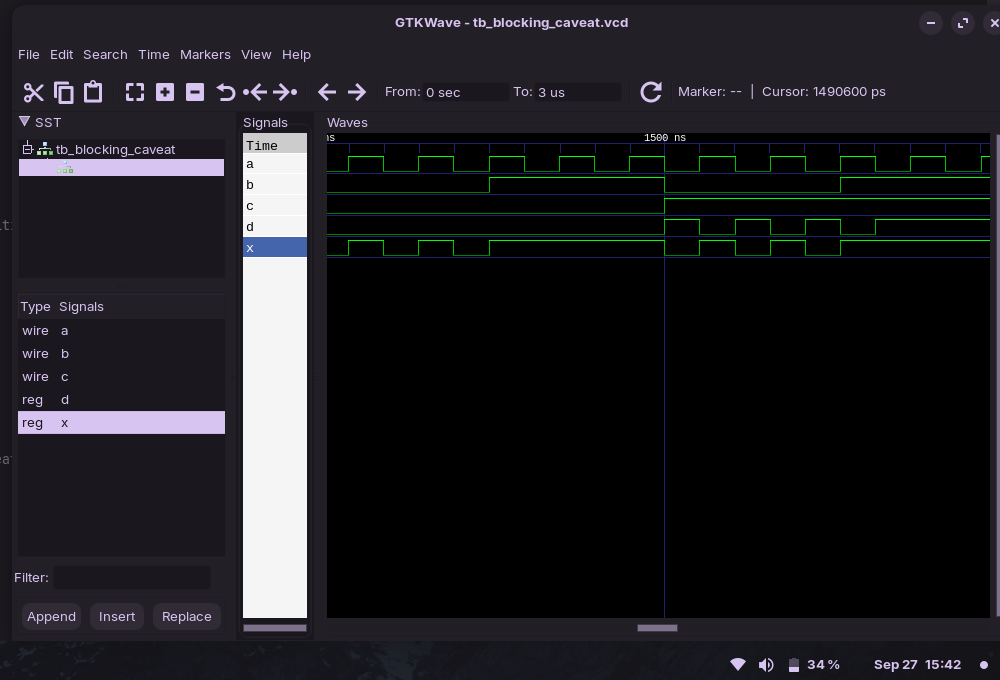 GTKWave - tb_blocking_caveat.vcd
File Edit Search Time Markers View Help
From: 0 sec To: 3 us Marker: -- | Cursor: 1490600 ps
SST
tb_blocking_caveat
Type Signals
wire a
wire b
wire c
reg d
reg x
Filter:
Append Insert Replace
Signals
Time
a
b
c
d
x
Waves
ns 1500 ns
34 % Sep 27 15:42